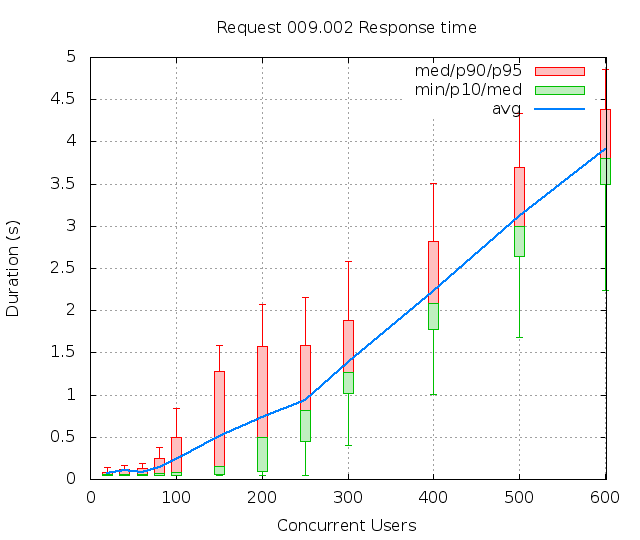 Request 009.002 Response time
med/p90/p95
min/p10/med
avg
5
4.5
4
3.5
3
2.5
2
1.5
1
0.5
0
0 100 200 300 400 500 600
Duration (s)
Concurrent Users